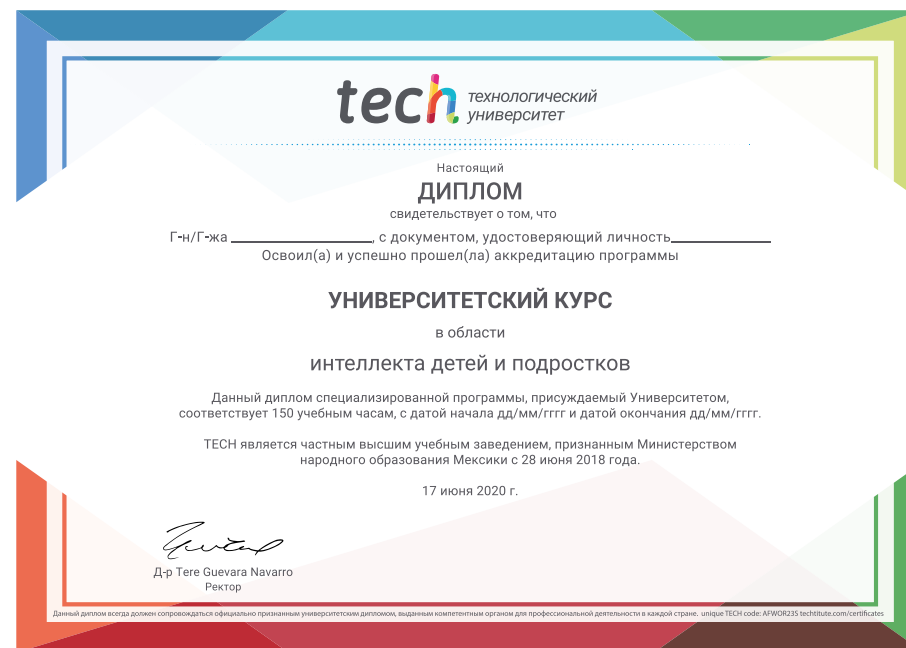 tech технологический
университет
Настоящий
ДИПЛОМ
свидетельствует о том, что
Г-н/Г-жа , с документом, удостоверяющий личность
Освоил(а) и успешно прошел(ла) аккредитацию программы
УНИВЕРСИТЕТСКИЙ КУРС
в области
интеллекта детей и подростков
Данный диплом специализированной программы, присуждаемый Университетом,
соответствует 150 учебным часам, с датой начала дд/мм/гггг и датой окончания дд/мм/гггг.
TECH является частным высшим учебным заведением, признанным Министерством
народного образования Мексики с 28 июня 2018 года.
17 июня 2020 г.
Д-р Tere Guevara Navarro
Ректор
Данный диплом всегда должен сопровождаться официально признанным университетским дипломом, выданным компетентным органом для профессиональной деятельности в каждой стране. unique TECH code: AFWOR23S techtitute.com/certificates